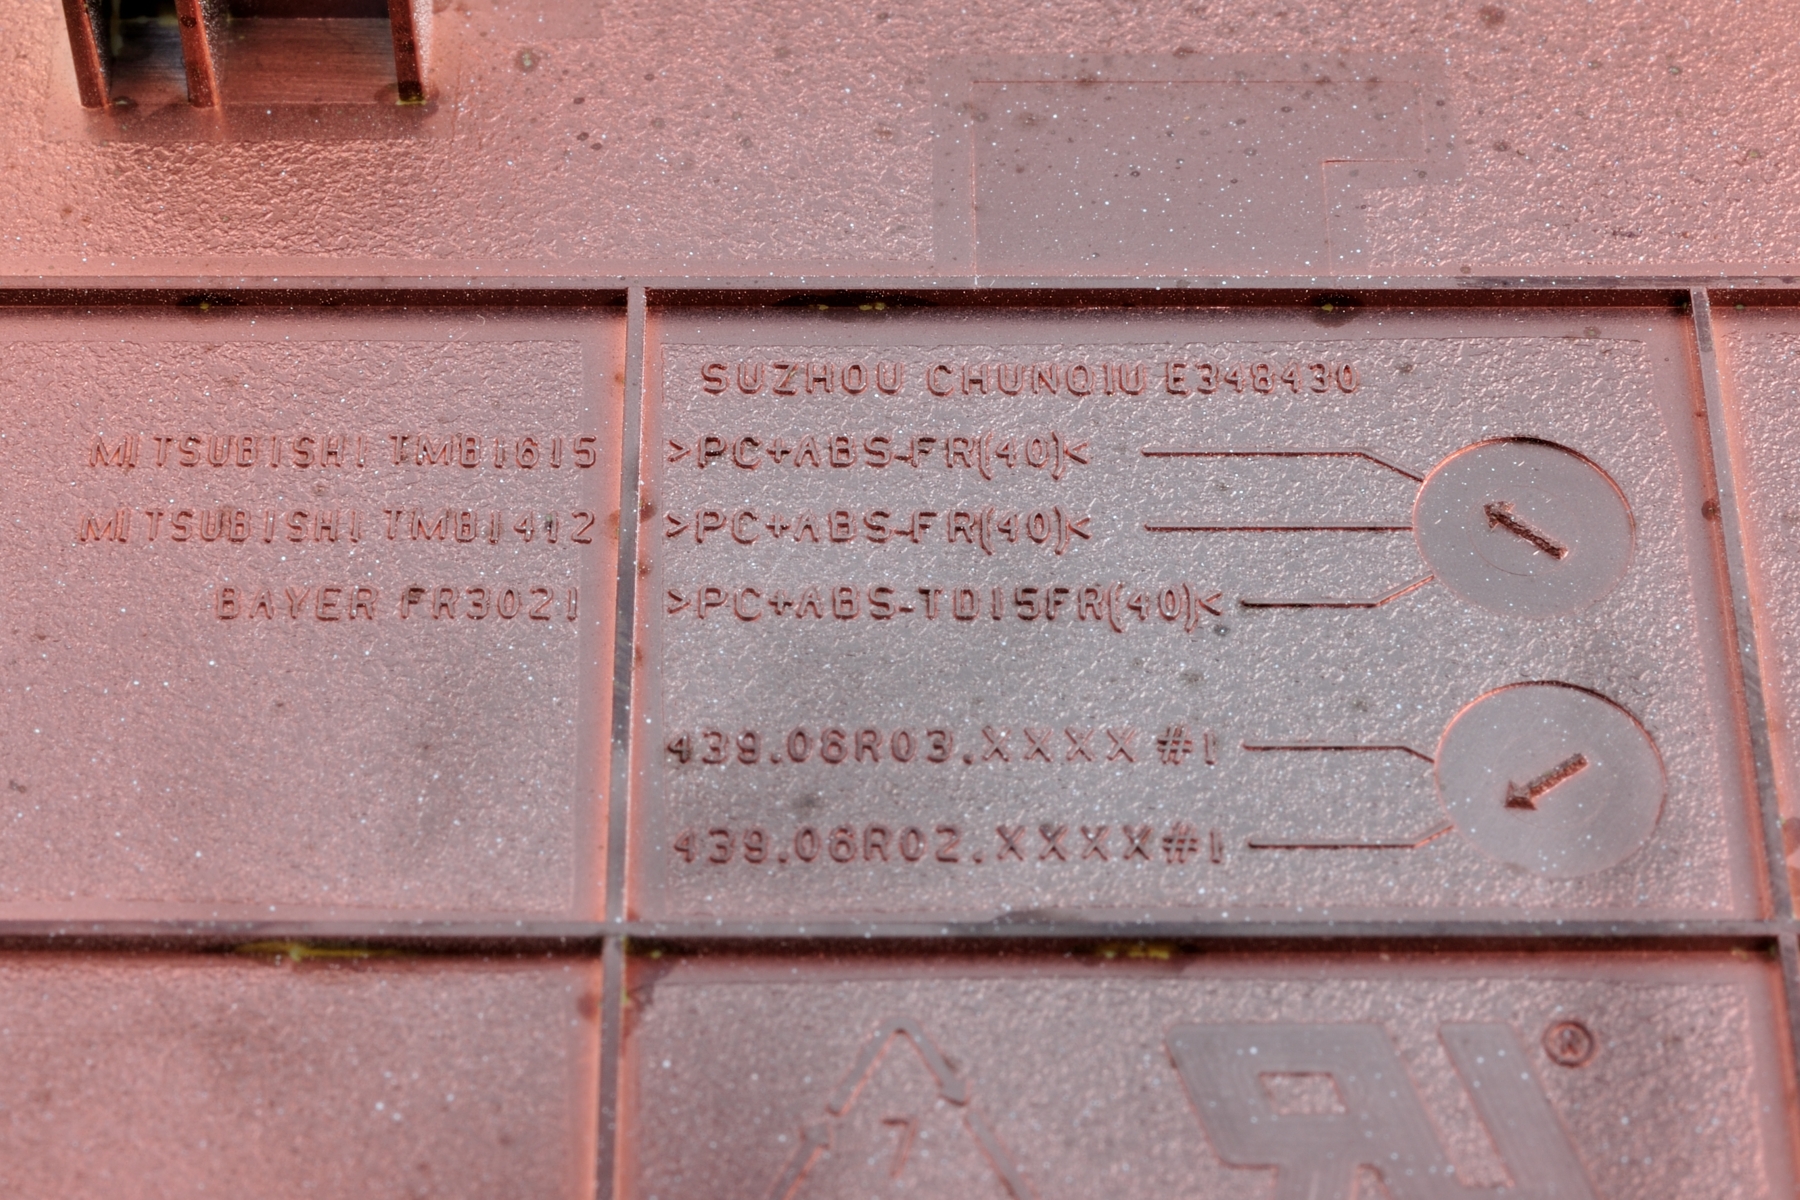 SUZHOU CHUNQIU E348430
MITSUBISHI TMB1615 >PC+ABS-FR(40)<
MITSUBISHI TMB1412 >PC+ABS-FR(40)<
BAYER FR3021 >PC+ABS-TD15FR(40)<
439.06R03.XXXX #1
439.06R02.XXXX#1
7
®